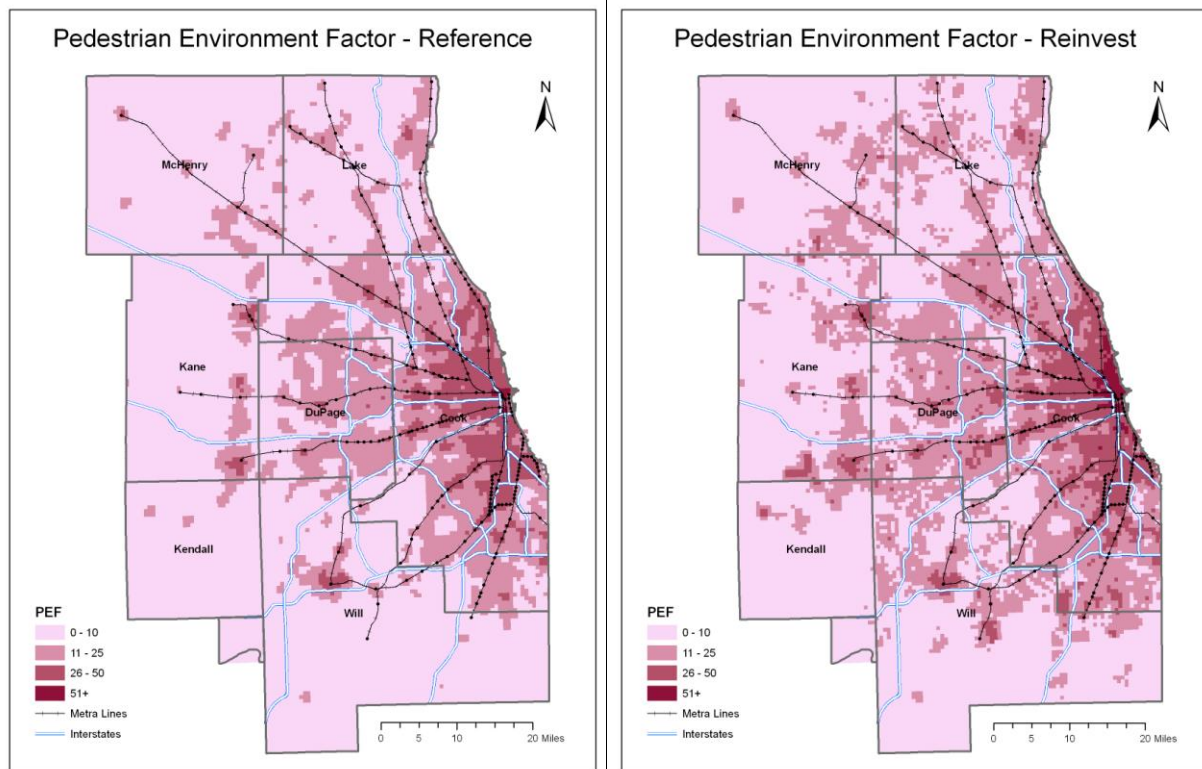 Pedestrian Environment Factor - Reference
N
McHenry
Lake
Kane
DuPage
Cook
Kendall
Will
PEF
0 - 10
11 - 25
26 - 50
51+
Metra Lines
Interstates
0 5 10 20 Miles
Pedestrian Environment Factor - Reinvest
N
McHenry
Lake
Kane
DuPage
Cook
Kendall
Will
PEF
0 - 10
11 - 25
26 - 50
51+
Metra Lines
Interstates
0 5 10 20 Miles